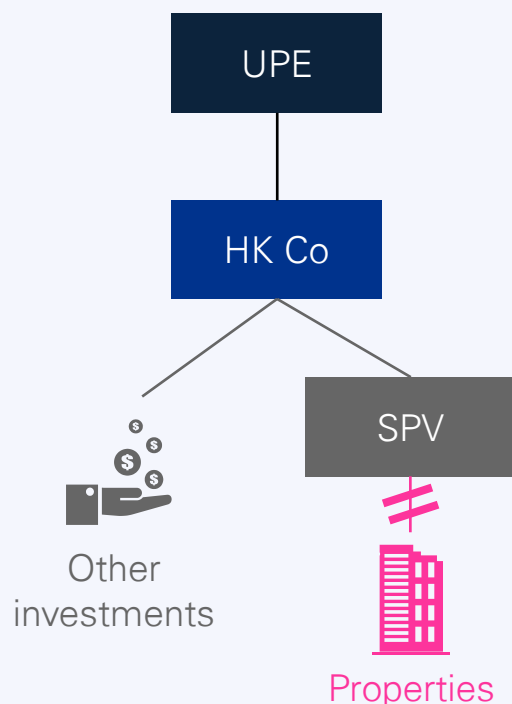 UPE
HK Co
SPV
$
$
$
$
Other
investments
Properties